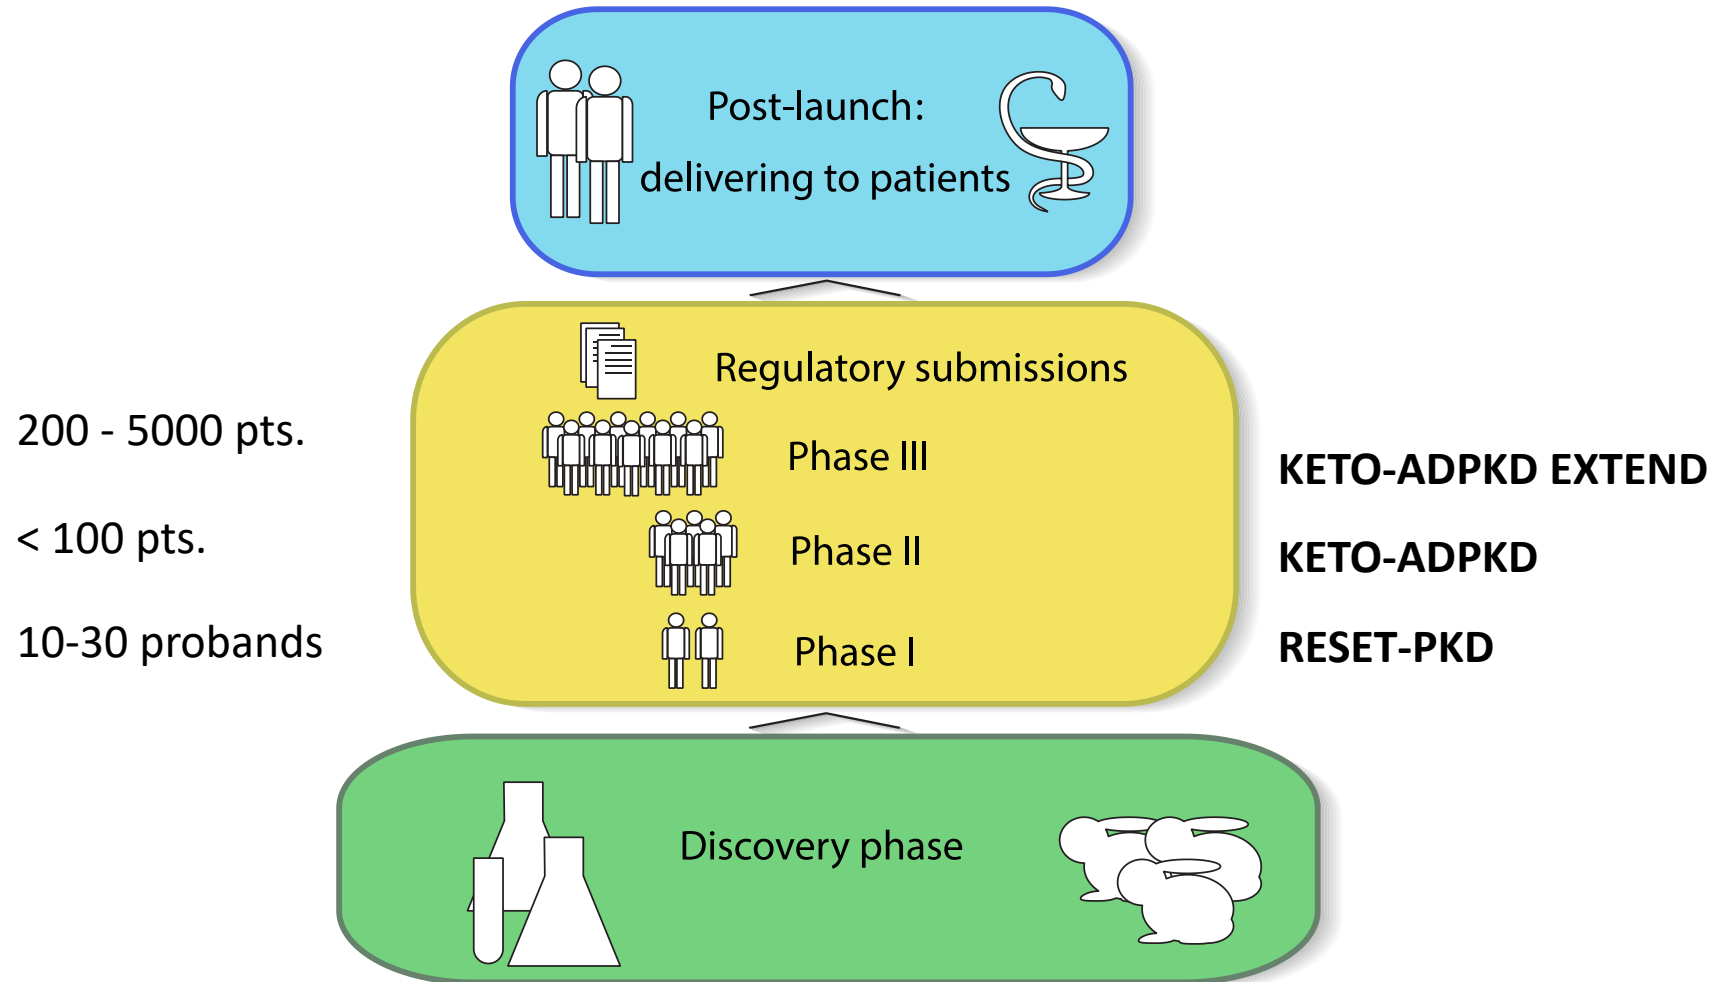 Post-launch:
delivering to patients
Regulatory submissions
200 - 5000 pts.
Phase III
KETO-ADPKD EXTEND
< 100 pts.
Phase II
KETO-ADPKD
10-30 probands
Phase I
RESET-PKD
Discovery phase